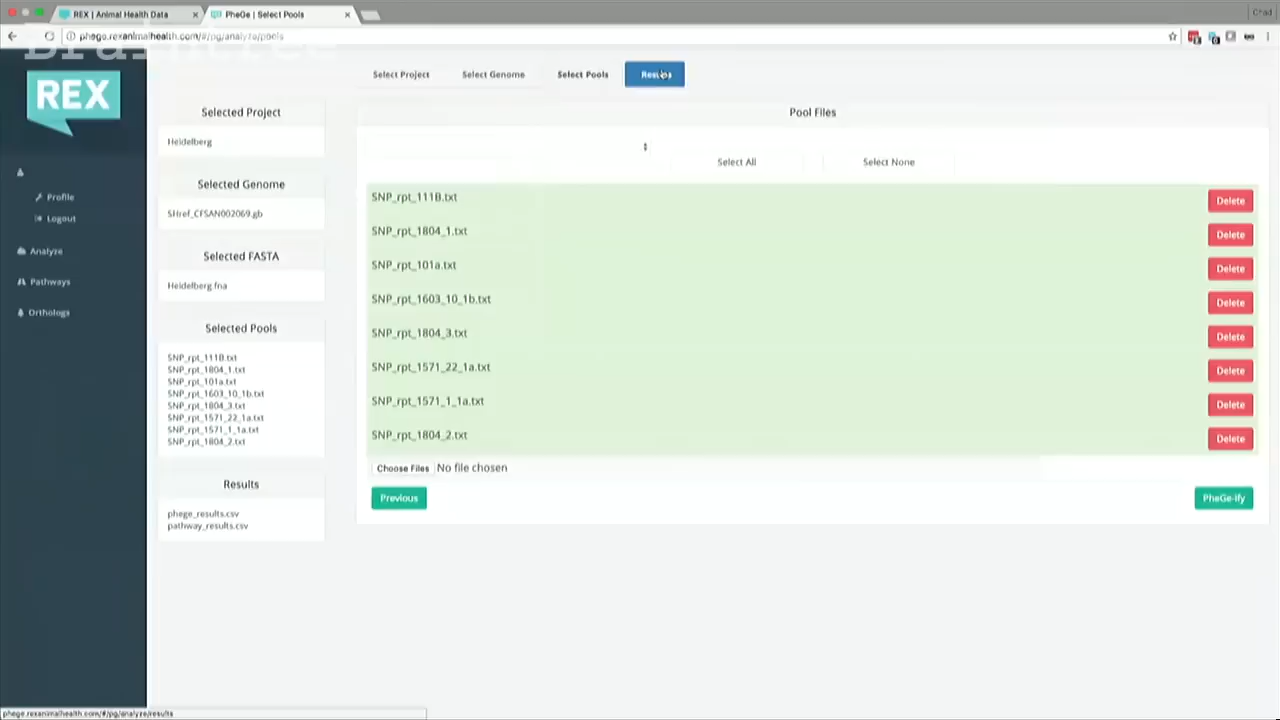 REX | Animal Health Data
PheGe | Select Pools
Chad
phege.rexanimalhealth.com/#/pg/analyze/pools
Braintree
REX
Profile
Logout
Analyze
Pathways
Orthologs
Select Project
Select Genome
Select Pools
Results
Selected Project
Heidelberg
Selected Genome
SHref_CFSAN002069.gb
Selected FASTA
Heidelberg.fna
Selected Pools
SNP_rpt_111B.txt
SNP_rpt_1804_1.txt
SNP_rpt_101a.txt
SNP_rpt_1603_10_1b.txt
SNP_rpt_1804_3.txt
SNP_rpt_1571_22_1a.txt
SNP_rpt_1571_1_1a.txt
SNP_rpt_1804_2.txt
Results
phege_results.csv
pathway_results.csv
Pool Files
Select All
Select None
SNP_rpt_111B.txt
Delete
SNP_rpt_1804_1.txt
Delete
SNP_rpt_101a.txt
Delete
SNP_rpt_1603_10_1b.txt
Delete
SNP_rpt_1804_3.txt
Delete
SNP_rpt_1571_22_1a.txt
Delete
SNP_rpt_1571_1_1a.txt
Delete
SNP_rpt_1804_2.txt
Delete
Choose Files No file chosen
Previous
PheGe-ify
phege.rexanimalhealth.com/#/pg/analyze/results